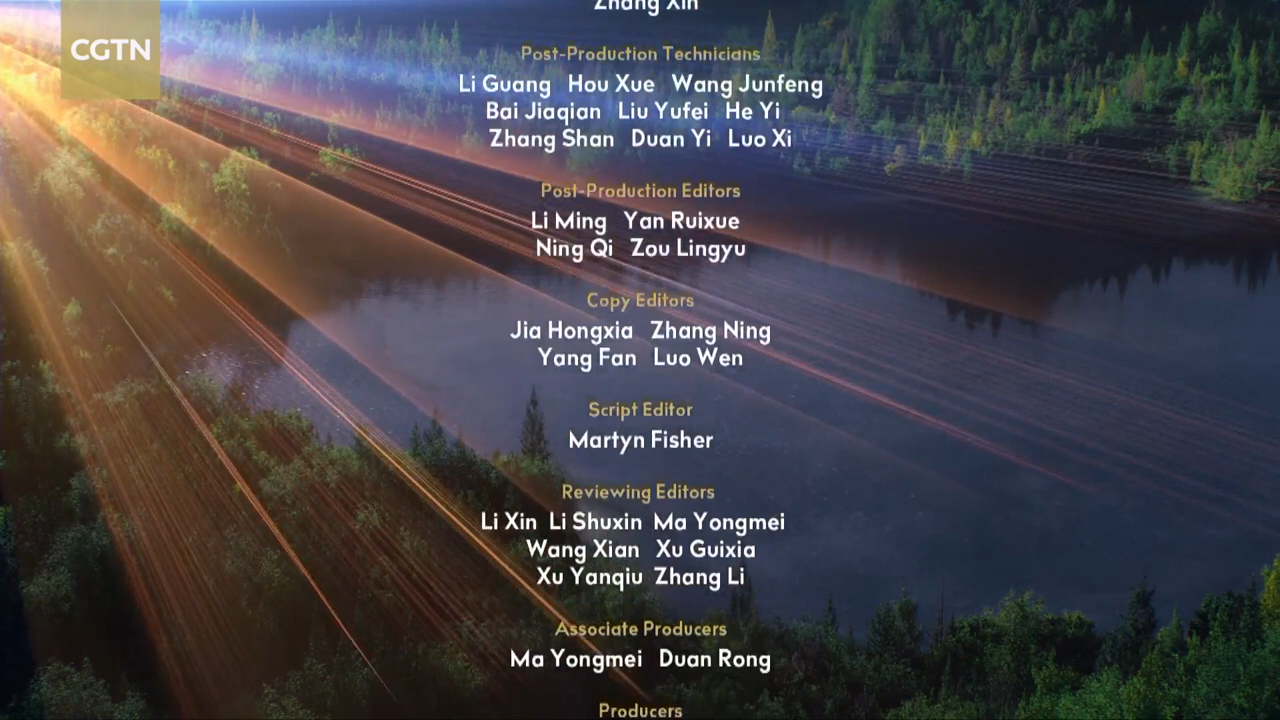 CGTN
Zhang Xin
Post-Production Technicians
Li Guang Hou Xue Wang Junfeng
Bai Jiaqian Liu Yufei He Yi
Zhang Shan Duan Yi Luo Xi
Post-Production Editors
Li Ming Yan Ruixue
Ning Qi Zou Lingyu
Copy Editors
Jia Hongxia Zhang Ning
Yang Fan Luo Wen
Script Editor
Martyn Fisher
Reviewing Editors
Li Xin Li Shuxin Ma Yongmei
Wang Xian Xu Guixia
Xu Yanqiu Zhang Li
Associate Producers
Ma Yongmei Duan Rong
Producers